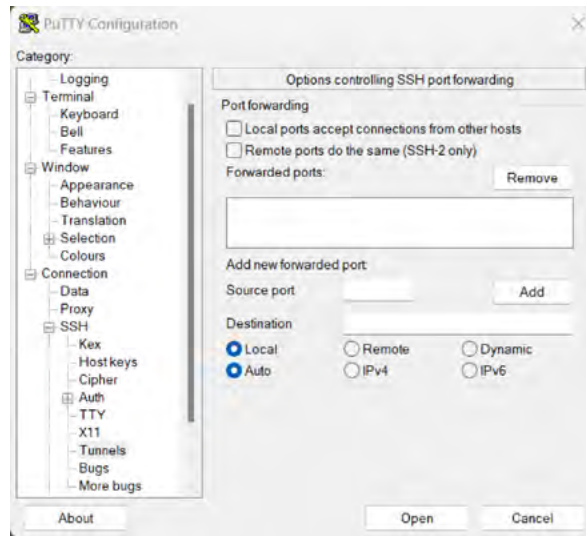 PuTTY Configuration
Category:
Logging
Terminal
Keyboard
Bell
Features
Window
Appearance
Behaviour
Translation
Selection
Colours
Connection
Data
Proxy
SSH
Kex
Host keys
Cipher
Auth
TTY
X11
Tunnels
Bugs
More bugs
Options controlling SSH port forwarding
Port forwarding
Local ports accept connections from other hosts
Remote ports do the same (SSH-2 only)
Forwarded ports:
Remove
Add new forwarded port:
Source port
Add
Destination
Local Remote Dynamic
Auto IPv4 IPv6
About Open Cancel